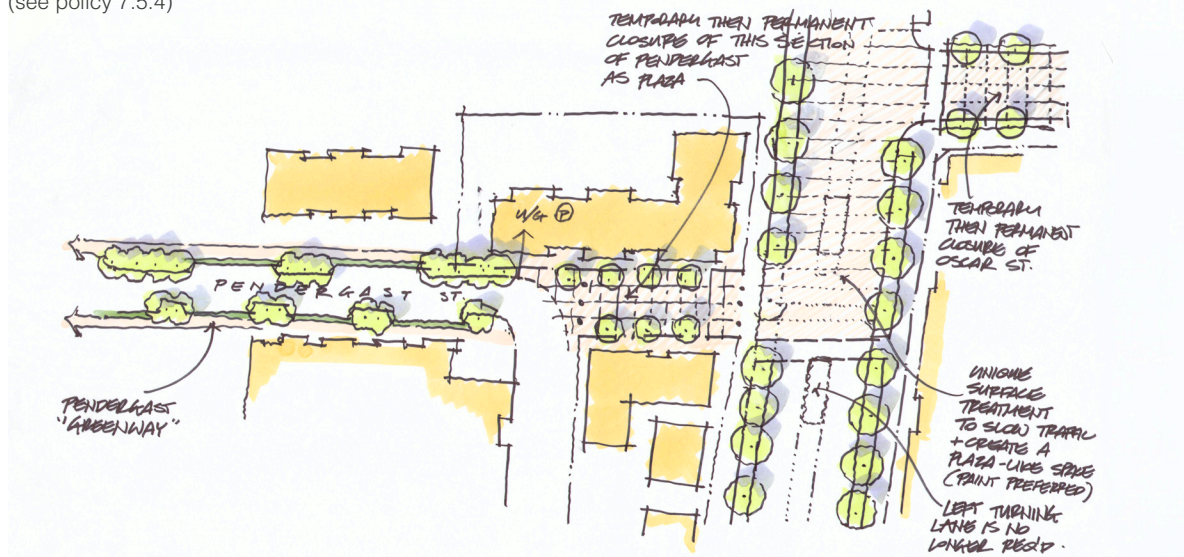 (see policy 7.5.4)
TEMPORARY THEN PERMANENT
CLOSURE OF THIS SECTION
OF PENDERGAST
AS PLAZA
U/G P
PENDERGAST ST.
PENDERGAST
"GREENWAY"
TEMPORARY
THEN PERMANENT
CLOSURE OF
OSCAR ST.
UNIQUE
SURFACE
TREATMENT
TO SLOW TRAFFIC
+ CREATE A
PLAZA-LIKE SPACE
(PAINT PREFERRED)
LEFT TURNING
LANE IS NO
LONGER REQ'D.